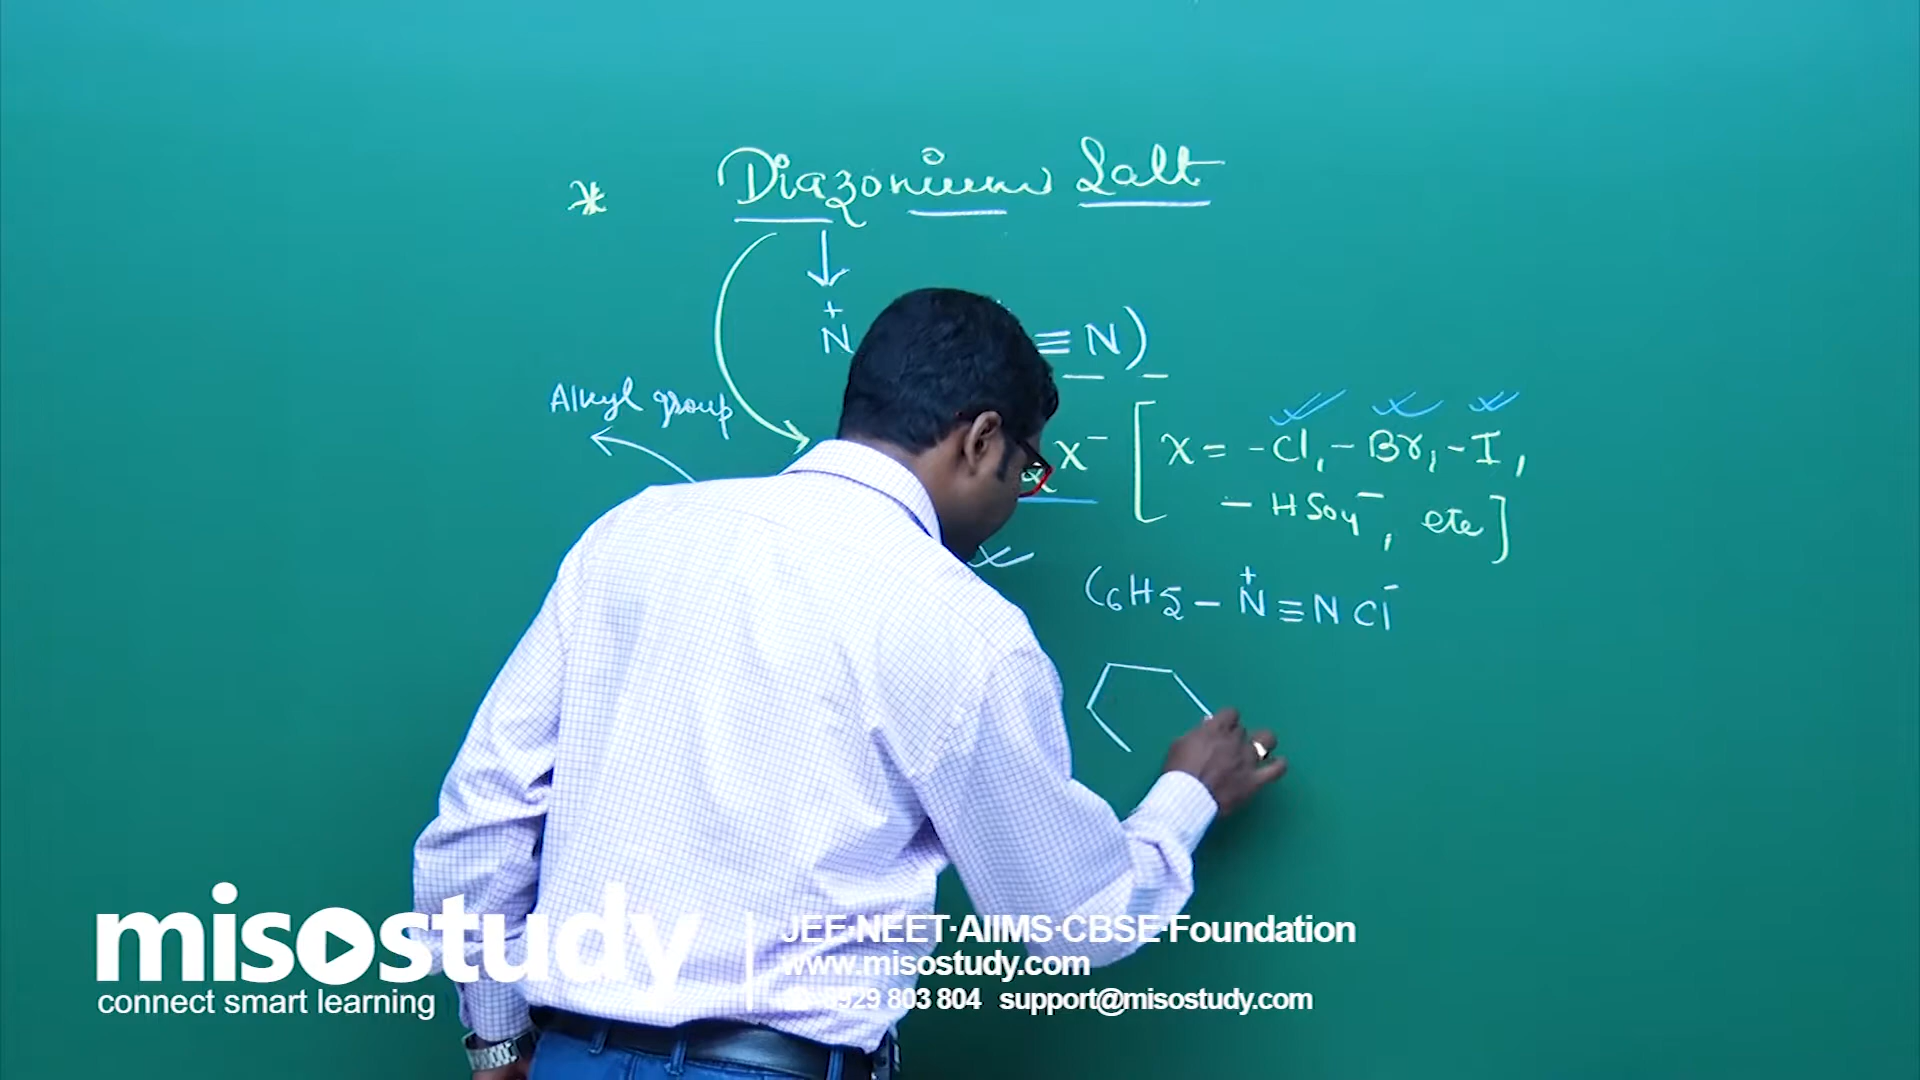 * Diazonium Salt
+
N ≡ N)
Alkyl group
X⁻ [ X = -Cl, -Br, -I,
- HSO4⁻, etc ]
C6H5 - N⁺ ≡ N Cl⁻
misostudy
connect smart learning
JEE·NEET·AIIMS·CBSE·Foundation
www.misostudy.com
8929 803 804 support@misostudy.com